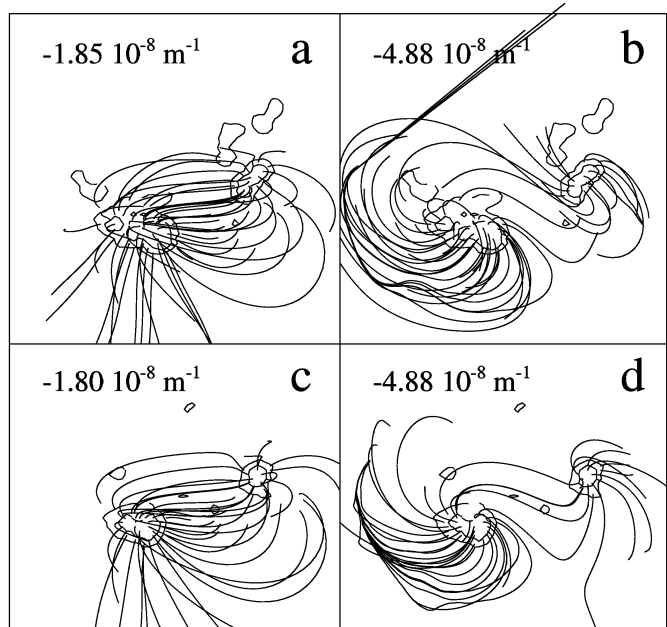 -1.85 10⁻⁸ m⁻¹ a
-4.88 10⁻⁸ m⁻¹ b
-1.80 10⁻⁸ m⁻¹ c
-4.88 10⁻⁸ m⁻¹ d